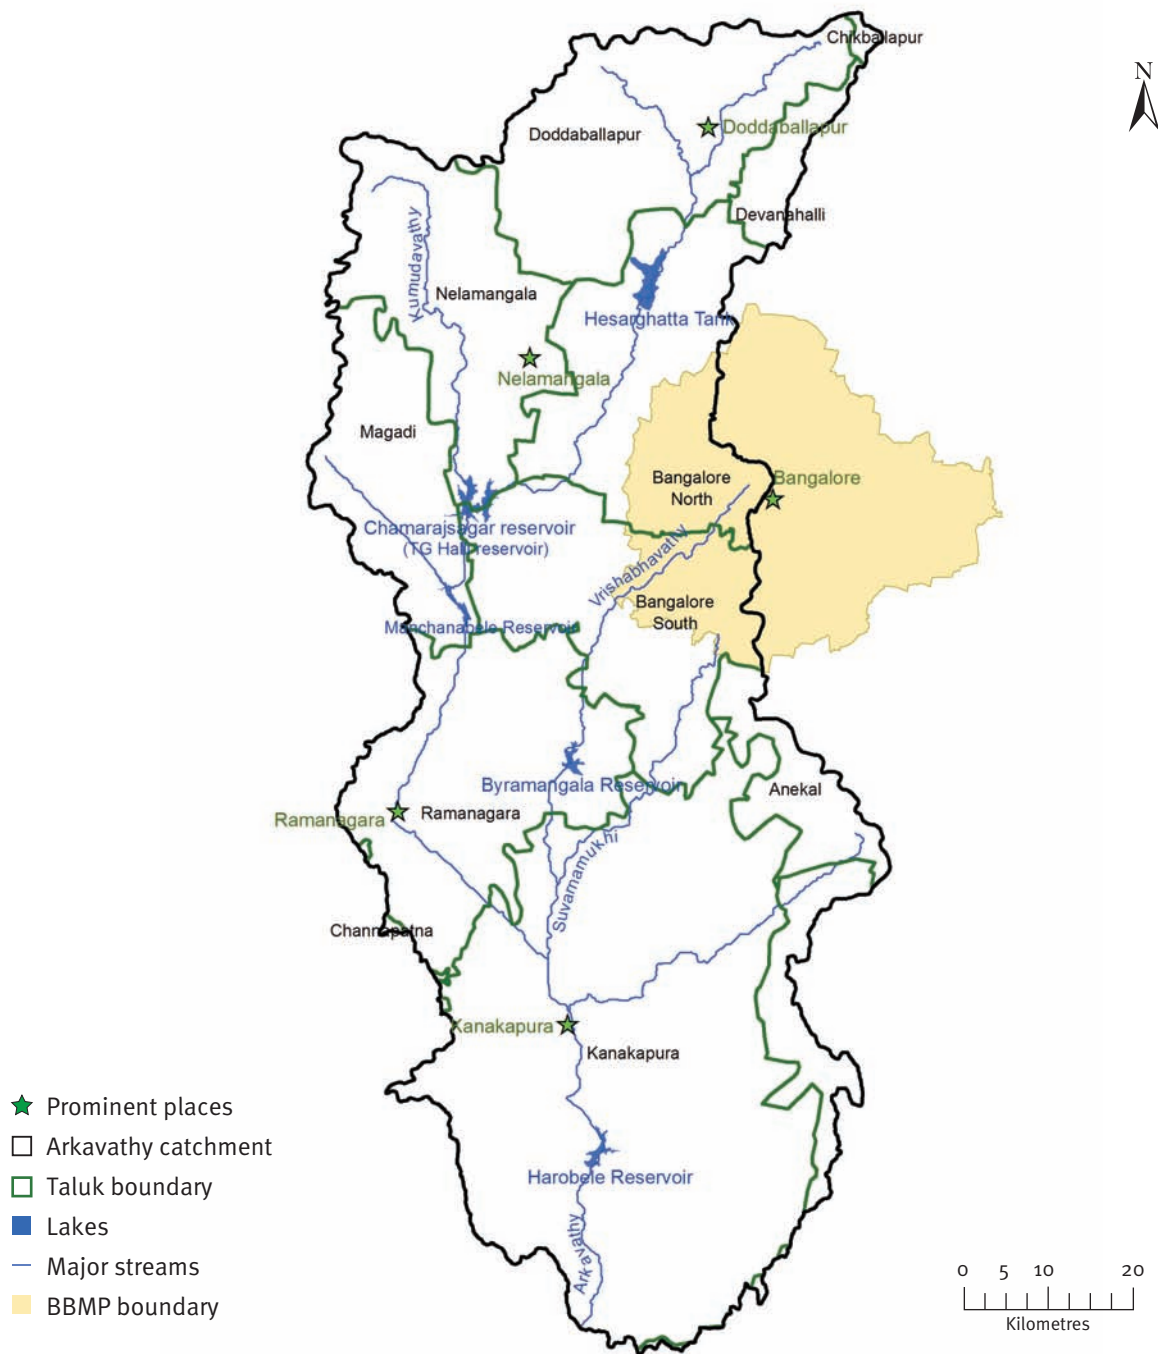 Chikballapur
N
Doddaballapur
Doddaballapur
Devanahalli
Kumudavathy
Nelamangala
Hesarghatta Tank
Nelamangala
Magadi
Bangalore
North
Bangalore
Chamarajsagar reservoir
(TG Halli reservoir)
Vrishabhavathy
Bangalore
South
Manchanabele Reservoir
Byramangala Reservoir
Anekal
Ramanagara
Ramanagara
Suvarnamukhi
Channapatna
Kanakapura
Kanakapura
Harobele Reservoir
Arkavathy
Prominent places
Arkavathy catchment
Taluk boundary
Lakes
Major streams
BBMP boundary
0 5 10 20
Kilometres